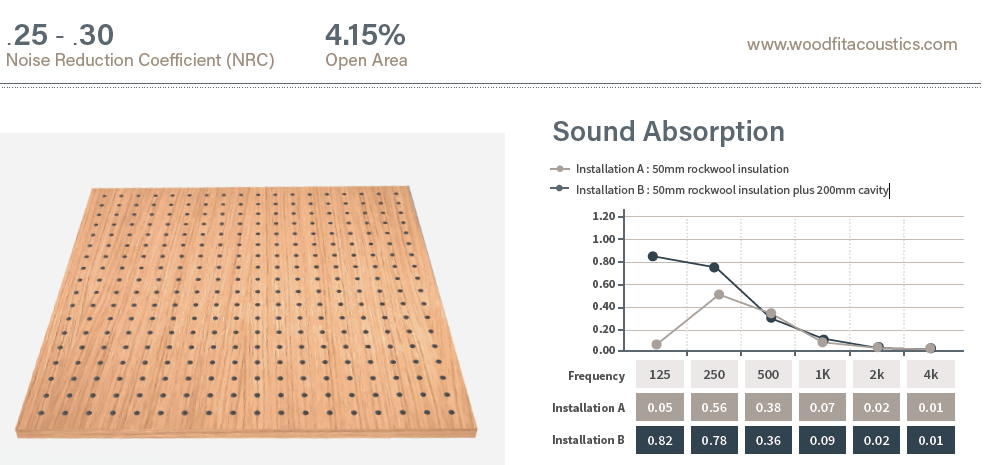 .25 - .30
Noise Reduction Coefficient (NRC)
4.15%
Open Area
www.woodfitacoustics.com
Sound Absorption
Installation A : 50mm rockwool insulation
Installation B : 50mm rockwool insulation plus 200mm cavity
1.20
1.00
0.80
0.60
0.40
0.20
0.00
Frequency 125 250 500 1K 2k 4k
Installation A 0.05 0.56 0.38 0.07 0.02 0.01
Installation B 0.82 0.78 0.36 0.09 0.02 0.01